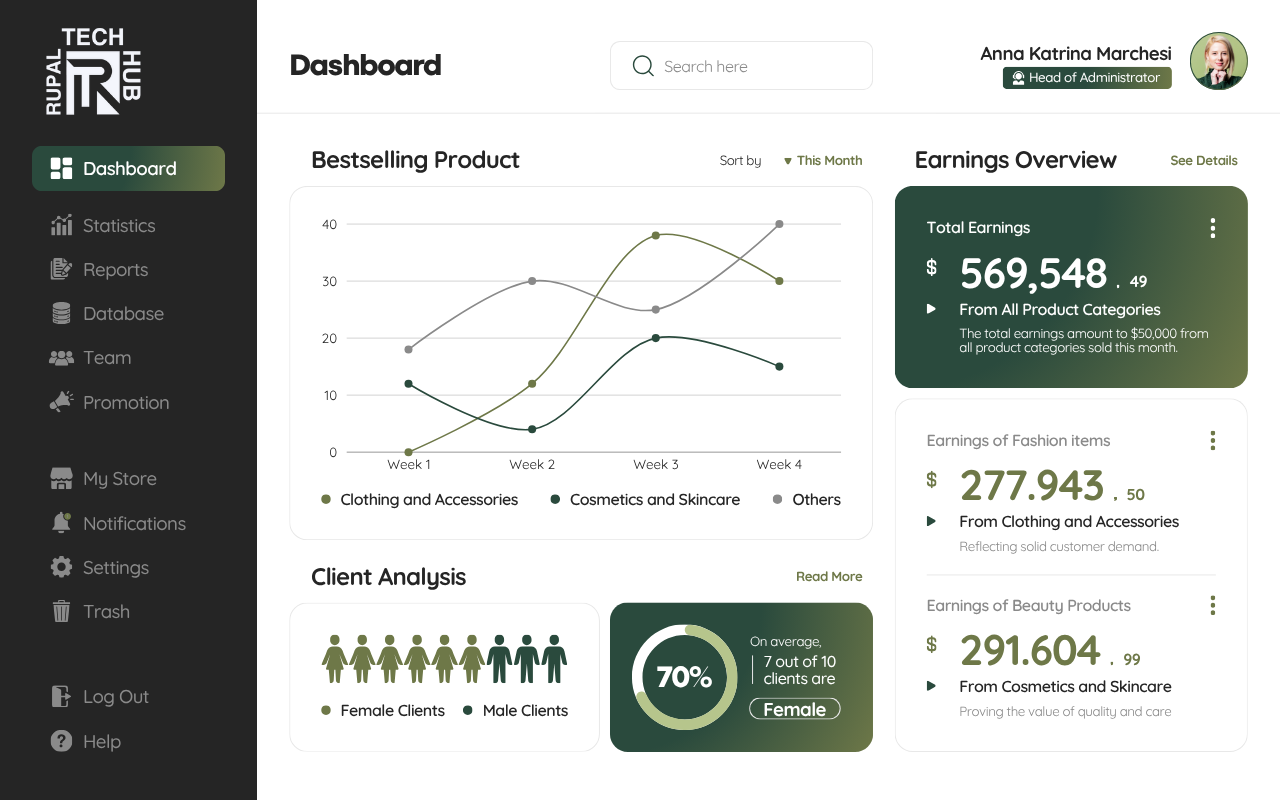 TECH
RUPAL
HUB
TR
Dashboard
Statistics
Reports
Database
Team
Promotion
My Store
Notifications
Settings
Trash
Log Out
Help
Dashboard
Search here
Anna Katrina Marchesi
Head of Administrator
Bestselling Product
Sort by
▼ This Month
40
30
20
10
0
Week 1
Week 2
Week 3
Week 4
Clothing and Accessories
Cosmetics and Skincare
Others
Client Analysis
Read More
Female Clients
Male Clients
70%
On average,
7 out of 10
clients are
Female
Earnings Overview
See Details
Total Earnings
$ 569,548 . 49
From All Product Categories
The total earnings amount to $50,000 from
all product categories sold this month.
Earnings of Fashion items
$ 277.943 . 50
From Clothing and Accessories
Reflecting solid customer demand.
Earnings of Beauty Products
$ 291.604 . 99
From Cosmetics and Skincare
Proving the value of quality and care